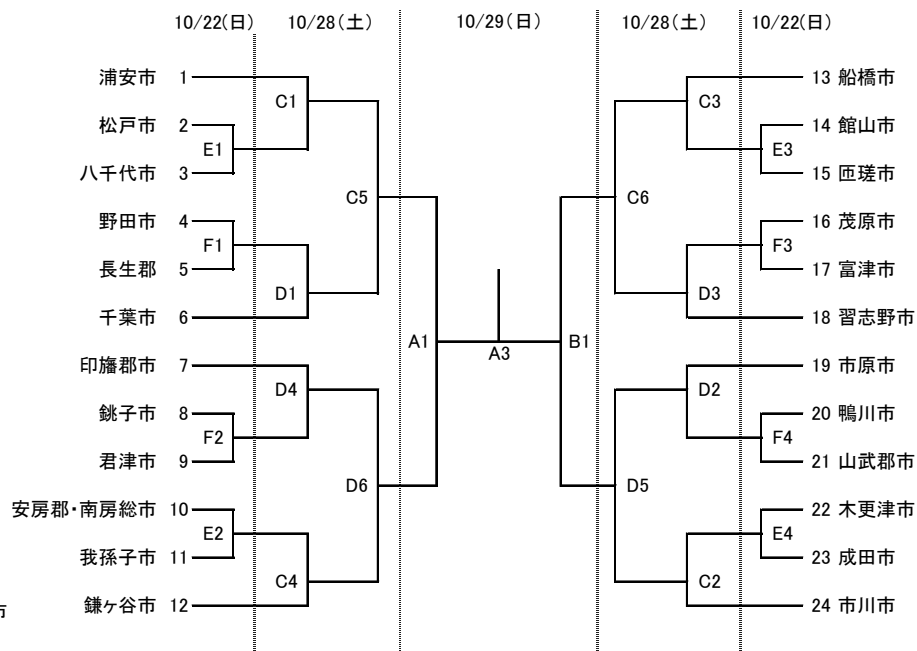 10/22(日) 10/28(土) 10/29(日) 10/28(土) 10/22(日)
浦安市 1
松戸市 2
八千代市 3
野田市 4
長生郡 5
千葉市 6
印旛郡市 7
銚子市 8
君津市 9
安房郡・南房総市 10
我孫子市 11
鎌ヶ谷市 12
市
E1
F1
F2
E2
C1
D1
D4
C4
C5
D6
A1
A3
B1
C6
D5
C3
D3
D2
C2
E3
F3
F4
E4
13 船橋市
14 館山市
15 匝瑳市
16 茂原市
17 富津市
18 習志野市
19 市原市
20 鴨川市
21 山武郡市
22 木更津市
23 成田市
24 市川市